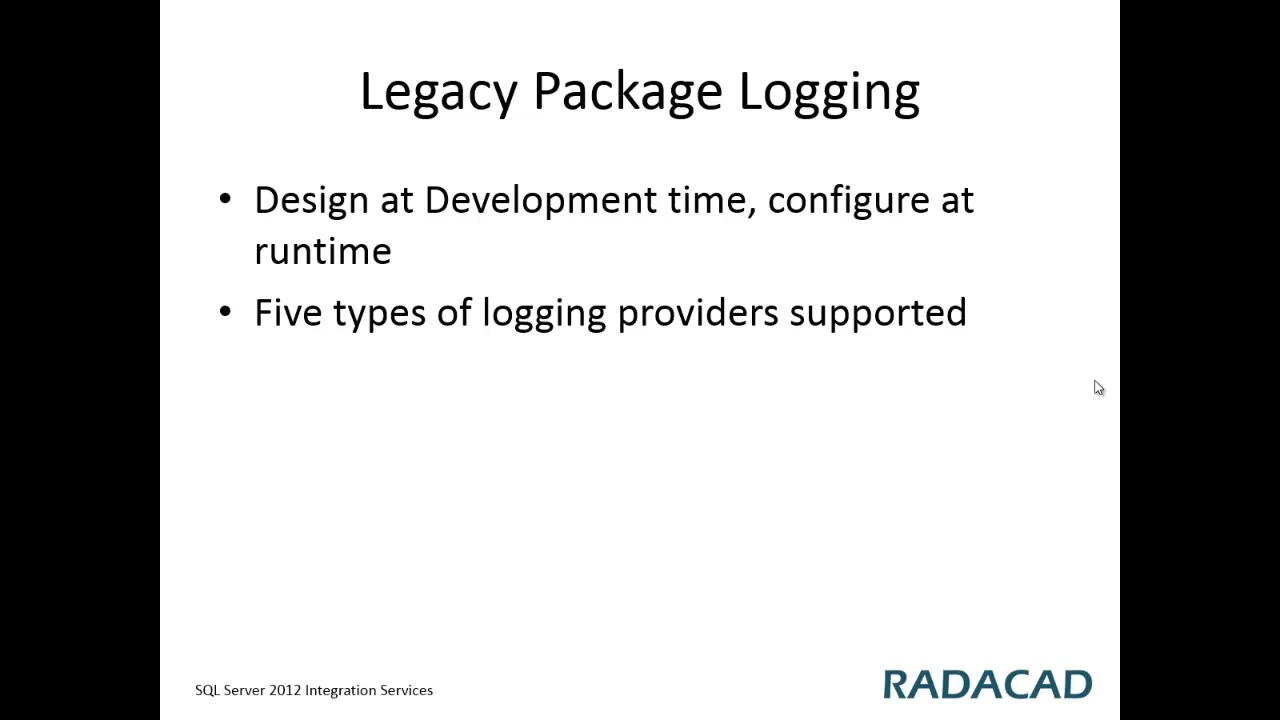 Legacy Package Logging
• Design at Development time, configure at
runtime
• Five types of logging providers supported
SQL Server 2012 Integration Services
RADACAD